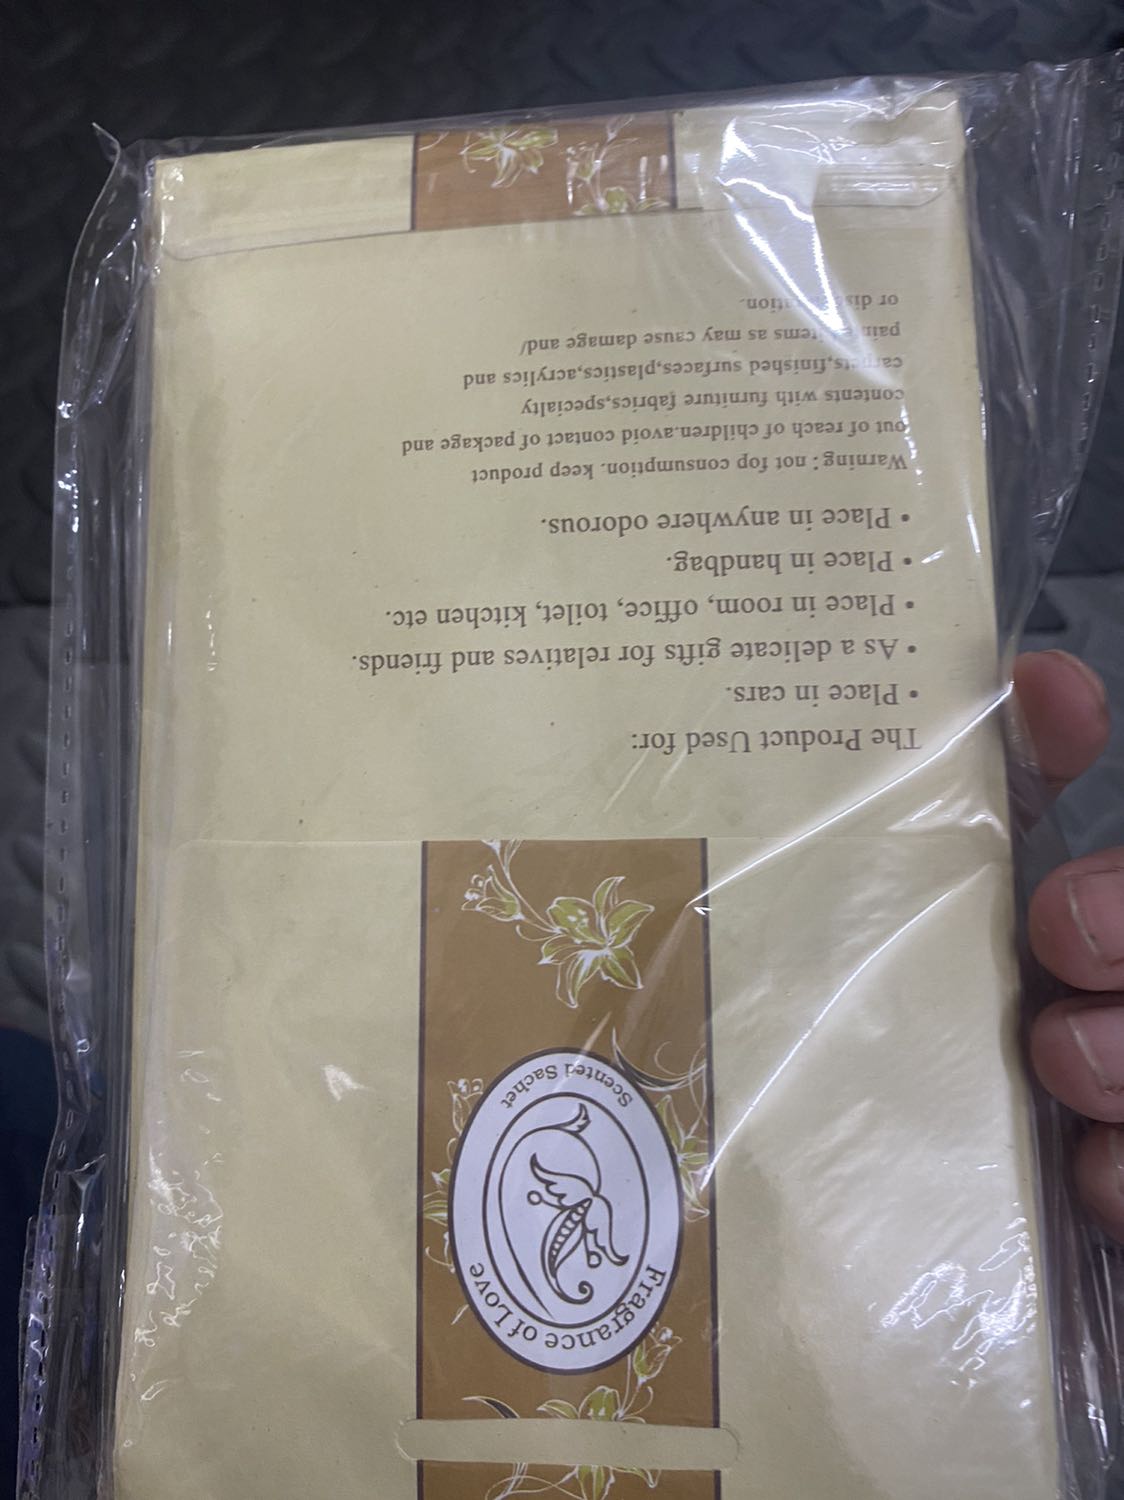 Fragrance of Love
Scented Sachet
The Product Used for:
• Place in cars.
• As a delicate gifts for relatives and friends.
• Place in room, office, toilet, kitchen etc.
• Place in handbag.
• Place in anywhere odorous.
Warning: not fop consumption. keep product
out of reach of children.avoid contact of package and
contents with furniture fabrics,specialty
carpets,finished surfaces,plastics,acrylics and
items as may cause damage and/
or